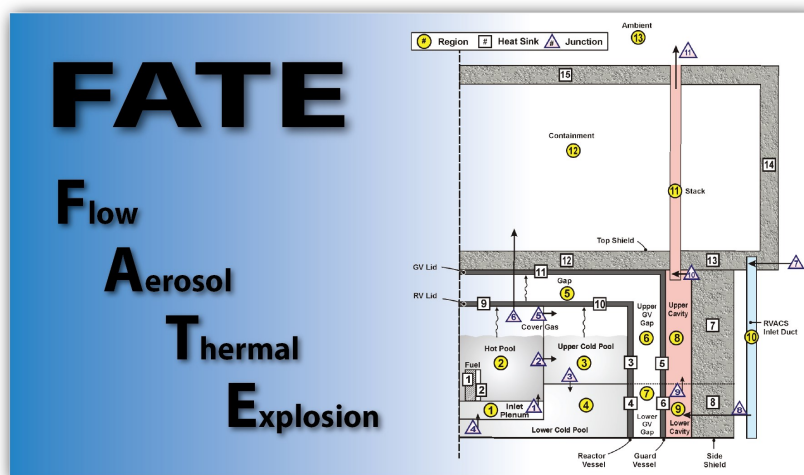 FATE
Flow
Aerosol
Thermal
Explosion
# Region # Heat Sink # Junction
Ambient
13
11
15
Containment
12
14
11
Stack
Top Shield
12
13
7
GV Lid
11
10
Gap
5
RV Lid
9
10
6
5
Cover Gas
Upper
GV
Gap
Upper
Cavity
RVACS
Inlet Duct
Hot Pool
Upper Cold Pool
6
8
7
10
2
2
3
3
5
Fuel
1
2
3
7
9
1
Inlet
Plenum
1
4
4
6
9
8
8
4
Lower Cold Pool
Lower
GV
Gap
Lower
Cavity
Reactor
Vessel
Guard
Vessel
Side
Shield